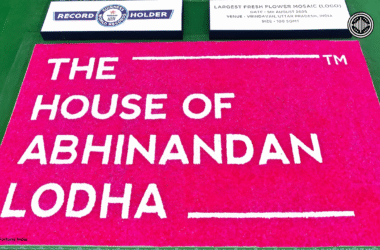 RECORD HOLDER
LARGEST FRESH FLOWER MOSAIC (LOGO)
VENUE : VRINDAVAN, UTTAR PRADESH, INDIA
THE TM
HOUSE OF
ABHINANDAN
LODHA